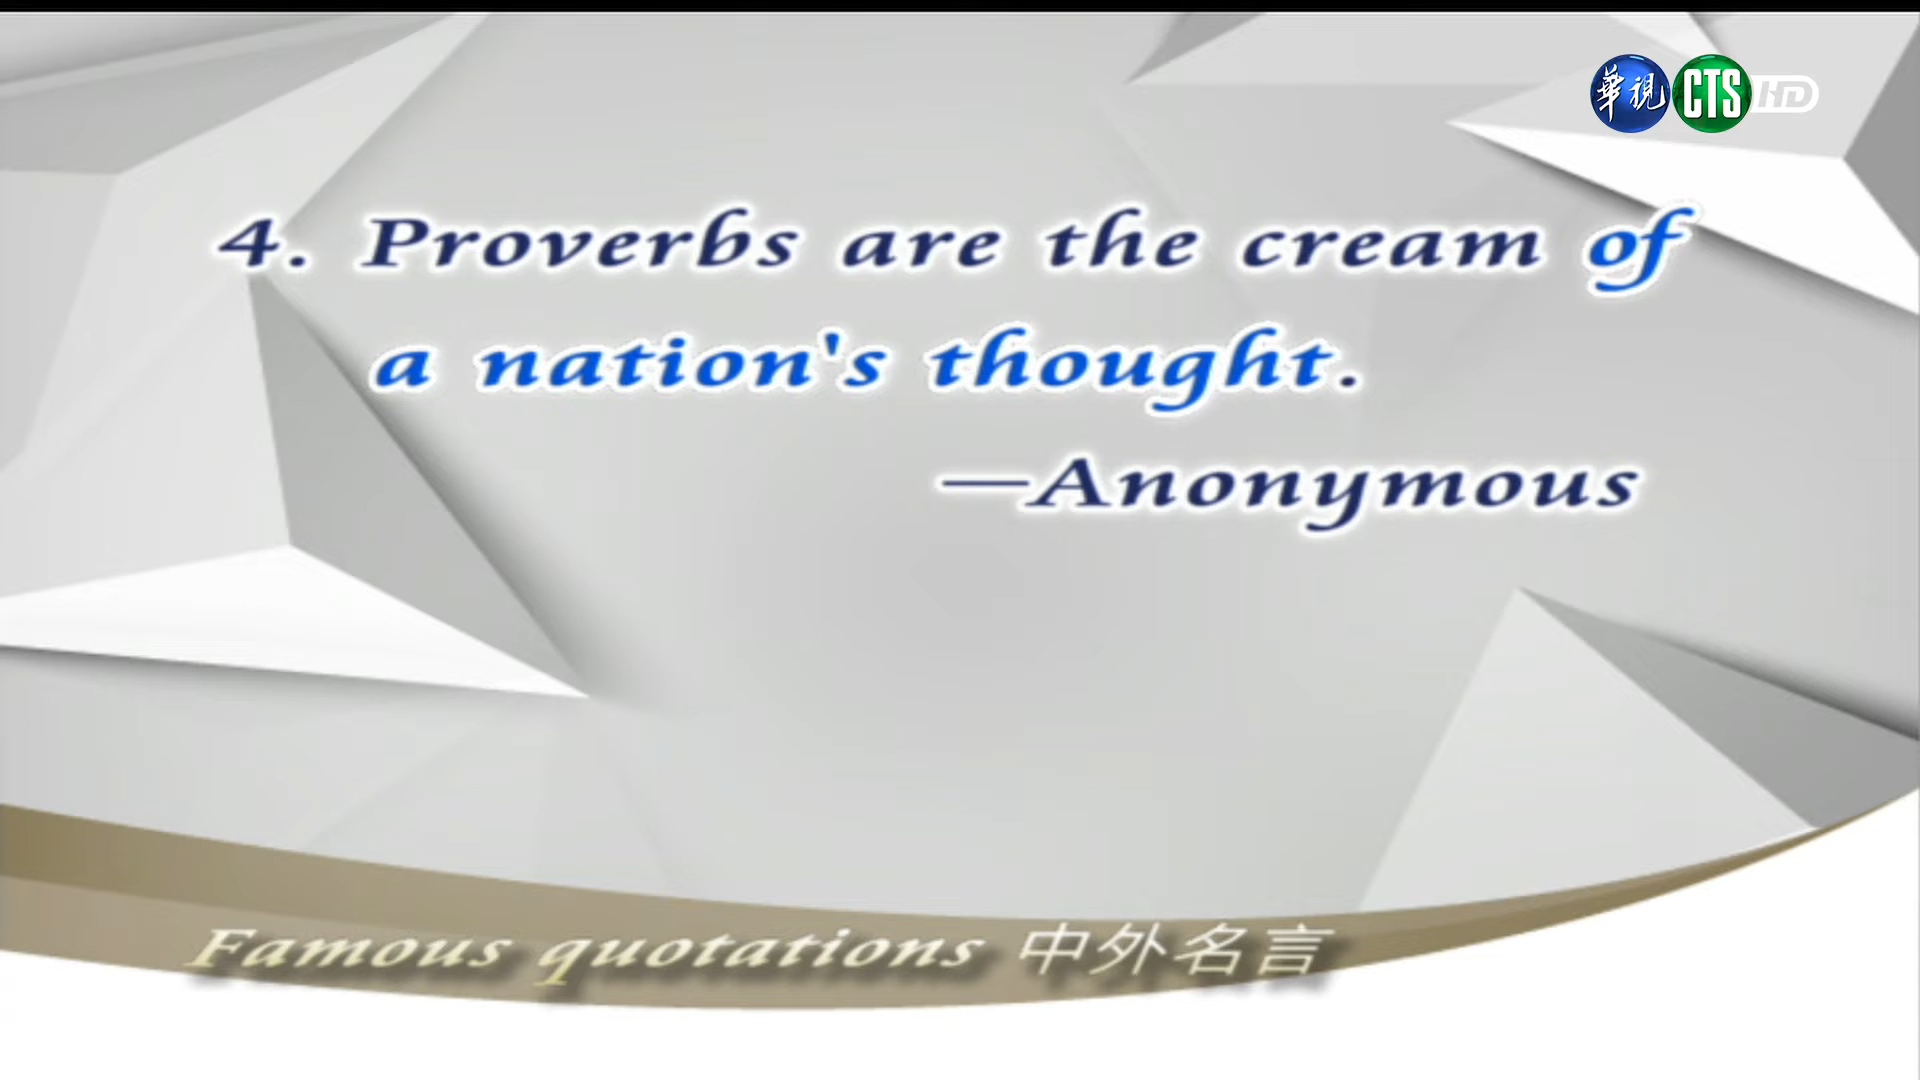 華視 CTS HD
4. Proverbs are the cream of
a nation's thought.
—Anonymous
Famous quotations 中外名言